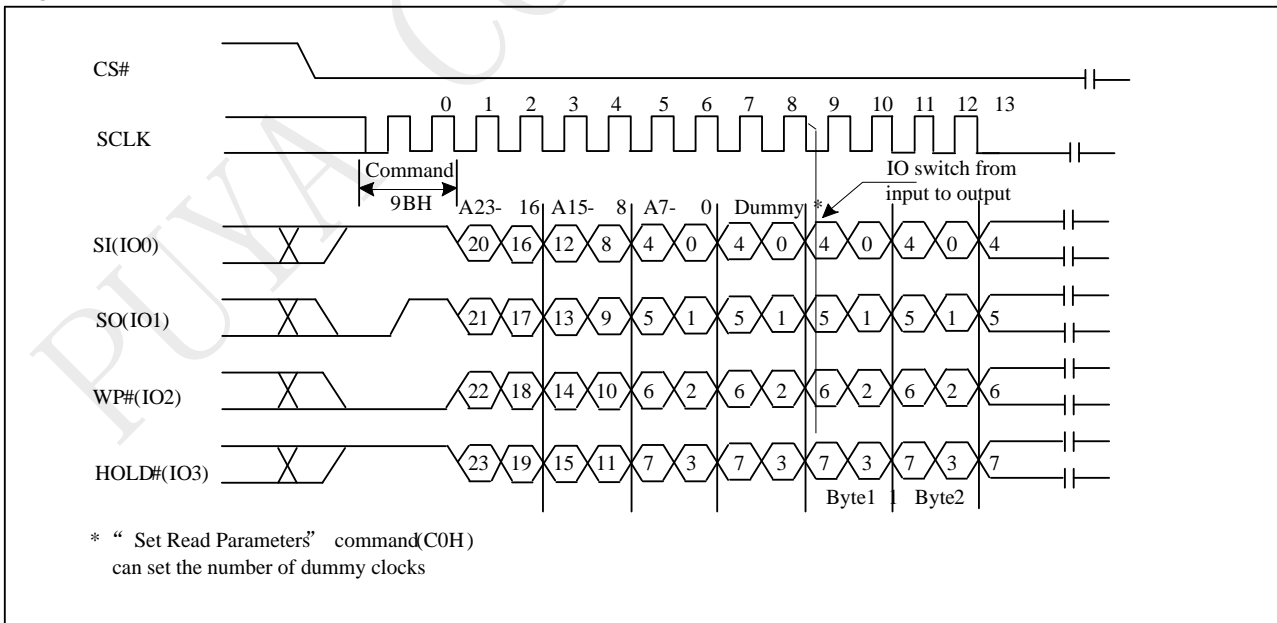 PUYA CO
CS#
0 1 2 3 4 5 6 7 8 9 10 11 12 13
SCLK
Command
IO switch from
input to output
9BH
A23- 16 A15- 8 A7- 0 Dummy *
SI(IO0) 20 16 12 8 4 0 4 0 4 0 4 0 4
SO(IO1) 21 17 13 9 5 1 5 1 5 1 5 1 5
WP#(IO2) 22 18 14 10 6 2 6 2 6 2 6 2 6
HOLD#(IO3) 23 19 15 11 7 3 7 3 7 3 7 3 7
Byte1 1 Byte2
* “ Set Read Parameters” command(C0H)
can set the number of dummy clocks